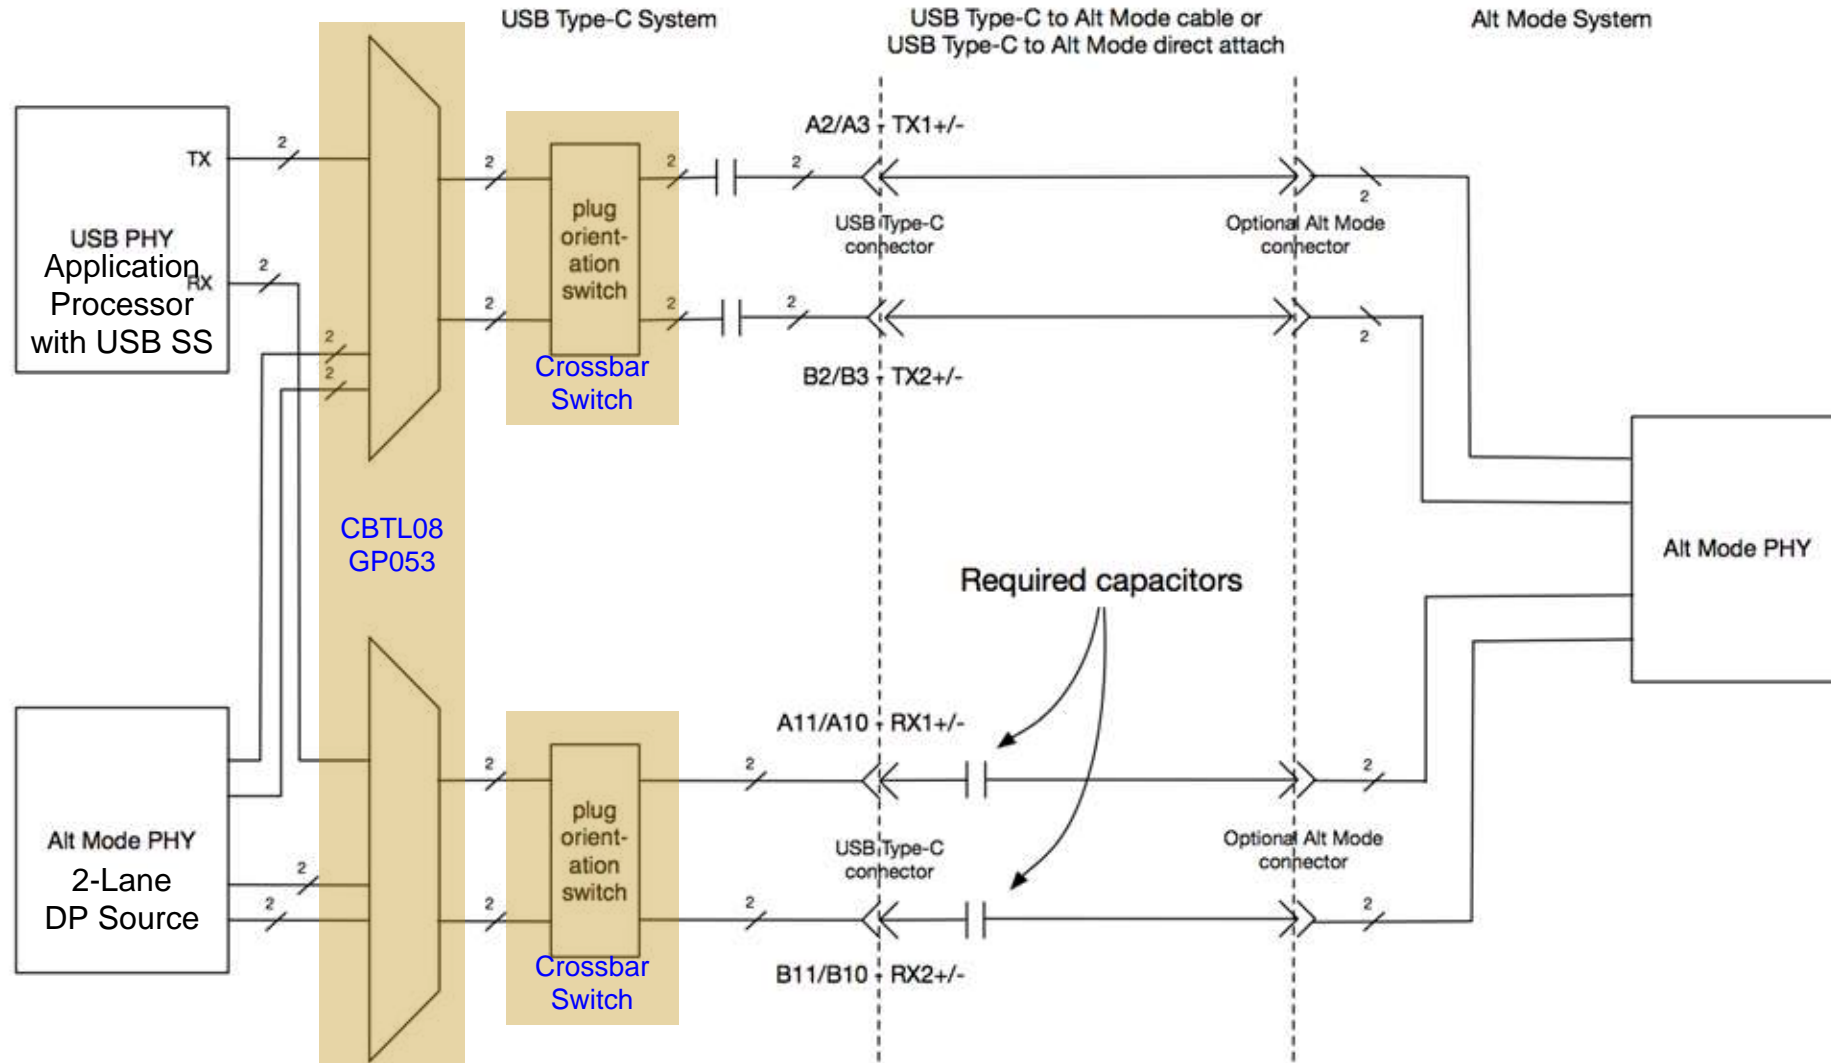 USB Type-C System
USB Type-C to Alt Mode cable or
USB Type-C to Alt Mode direct attach
Alt Mode System
TX
2
USB PHY
Application
Processor
with USB SS
RX
2
2
2
2
2
plug
orient-
ation
switch
Crossbar
Switch
2
2
2
2
A2/A3 - TX1+/-
USB Type-C
connector
B2/B3 - TX2+/-
Optional Alt Mode
connector
2
2
CBTL08
GP053
Required capacitors
Alt Mode PHY
Alt Mode PHY
2-Lane
DP Source
2
2
2
2
plug
orient-
ation
switch
Crossbar
Switch
2
2
A11/A10 - RX1+/-
USB Type-C
connector
B11/B10 - RX2+/-
Optional Alt Mode
connector
2
2